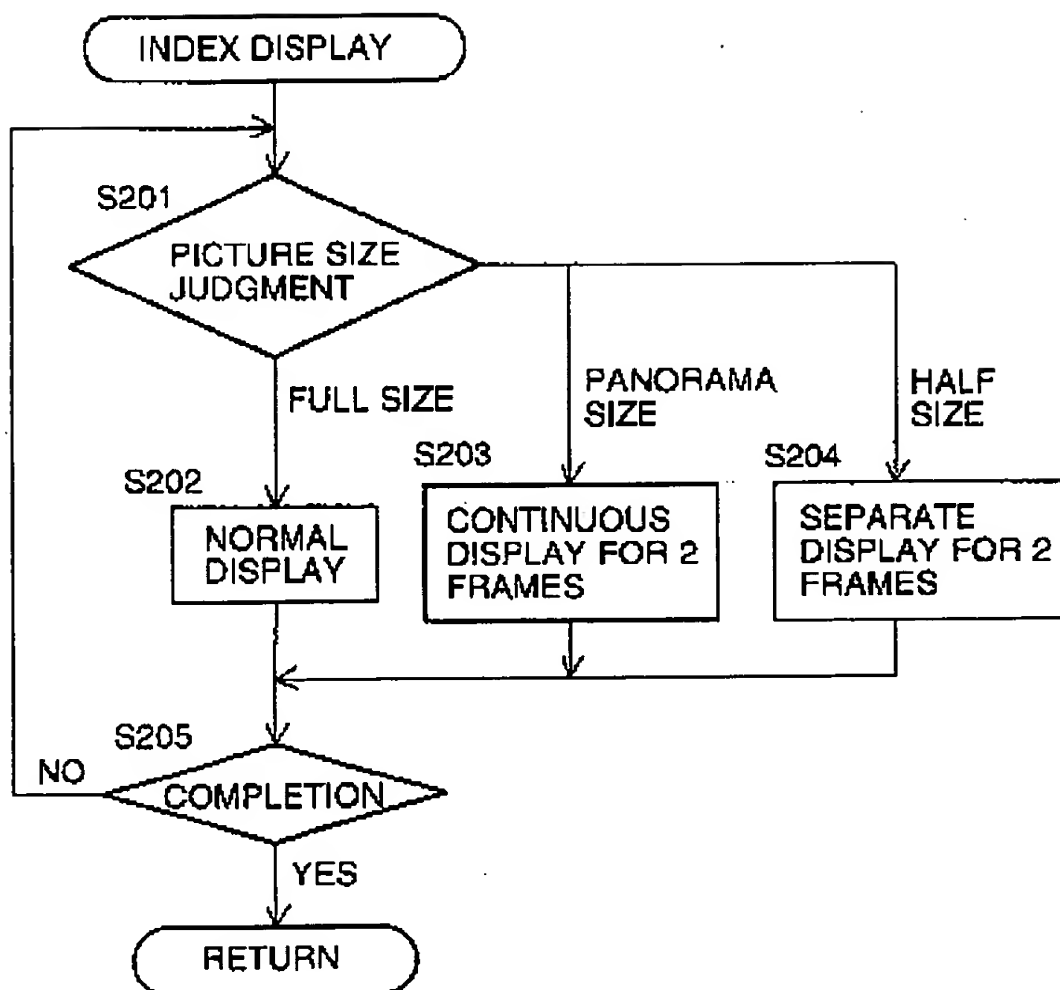 INDEX DISPLAY
S201
PICTURE SIZE
JUDGMENT
FULL SIZE
PANORAMA
SIZE
HALF
SIZE
S202
NORMAL
DISPLAY
S203
CONTINUOUS
DISPLAY FOR 2
FRAMES
S204
SEPARATE
DISPLAY FOR 2
FRAMES
S205
NO
COMPLETION
YES
RETURN